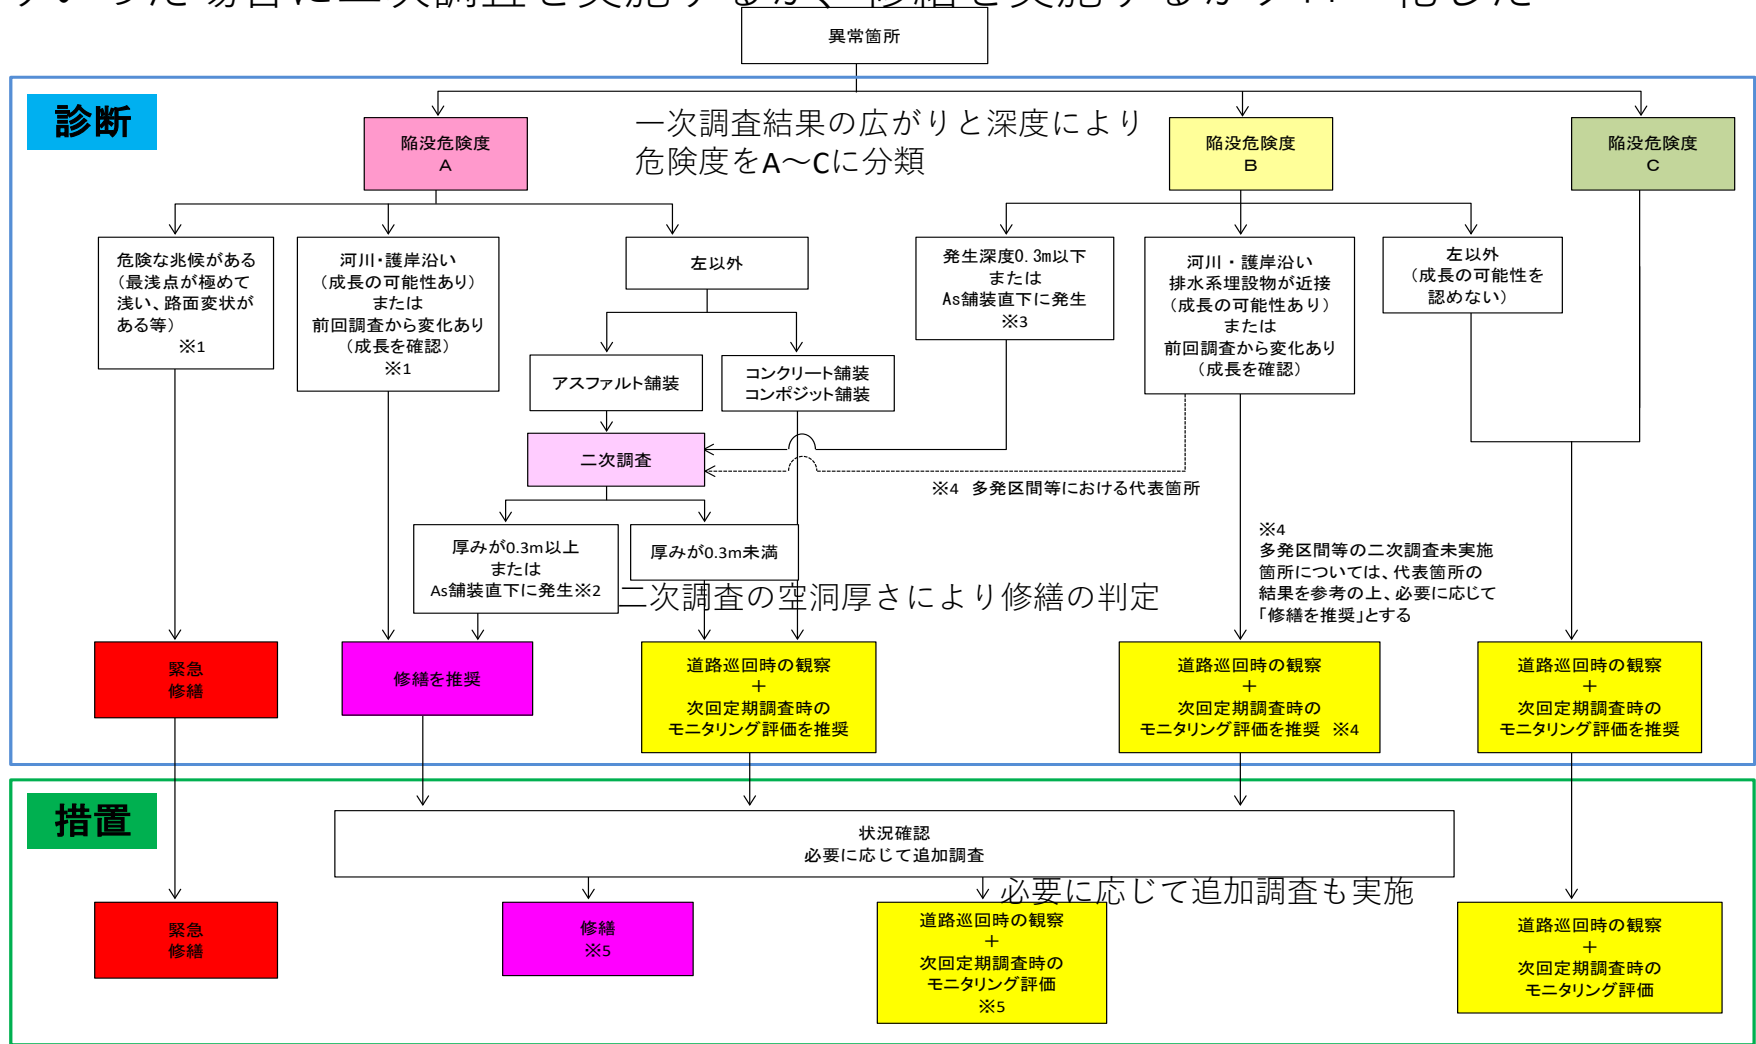 異常箇所
診断
一次調査結果の広がりと深度により
危険度をA～Cに分類
陥没危険度
A
陥没危険度
B
陥没危険度
C
危険な兆候がある
（最浅点が極めて
浅い、路面変状が
ある等）
※1
河川・護岸沿い
（成長の可能性あり）
または
前回調査から変化あり
（成長を確認）
※1
左以外
発生深度0.3m以下
または
As舗装直下に発生
※3
河川・護岸沿い
排水系埋設物が近接
（成長の可能性あり）
または
前回調査から変化あり
（成長を確認）
左以外
（成長の可能性を
認めない）
アスファルト舗装
コンクリート舗装
コンポジット舗装
二次調査
※4 多発区間等における代表箇所
厚みが0.3m以上
または
As舗装直下に発生※2
厚みが0.3m未満
二次調査の空洞厚さにより修繕の判定
※4
多発区間等の二次調査未実施
箇所については、代表箇所の
結果を参考の上、必要に応じて
「修繕を推奨」とする
緊急
修繕
修繕を推奨
道路巡回時の観察
＋
次回定期調査時の
モニタリング評価を推奨
道路巡回時の観察
＋
次回定期調査時の
モニタリング評価を推奨 ※4
道路巡回時の観察
＋
次回定期調査時の
モニタリング評価を推奨
措置
状況確認
必要に応じて追加調査
必要に応じて追加調査も実施
緊急
修繕
修繕
※5
道路巡回時の観察
＋
次回定期調査時の
モニタリング評価
※5
道路巡回時の観察
＋
次回定期調査時の
モニタリング評価